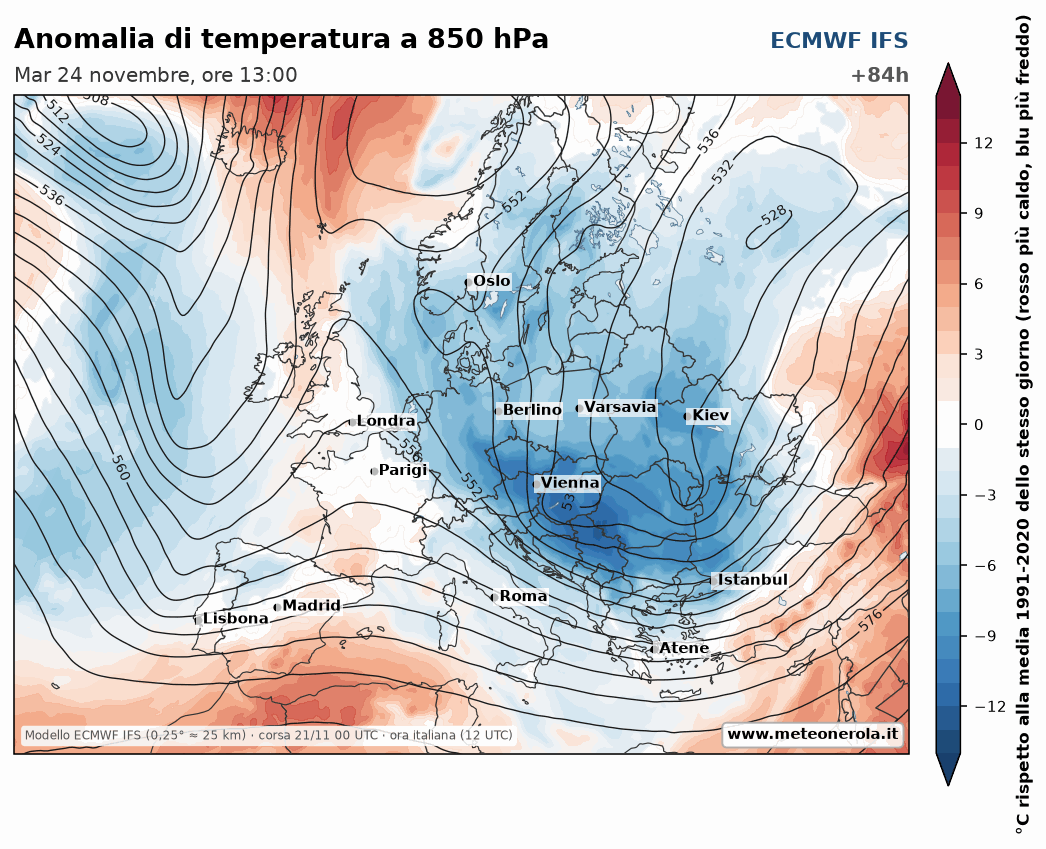 Anomalia di temperatura a 850 hPa
ECMWF IFS
Mar 24 novembre, ore 13:00
+84h
508
512
524
536
552
536
532
528
560
556
552
576
Oslo
Londra
Parigi
Berlino
Varsavia
Kiev
Vienna
Istanbul
Roma
Madrid
Lisbona
Atene
Modello ECMWF IFS (0,25° ≈ 25 km) · corsa 21/11 00 UTC · ora italiana (12 UTC)
www.meteonerola.it
12
9
6
3
0
−3
−6
−9
−12
°C rispetto alla media 1991-2020 dello stesso giorno (rosso più caldo, blu più freddo)